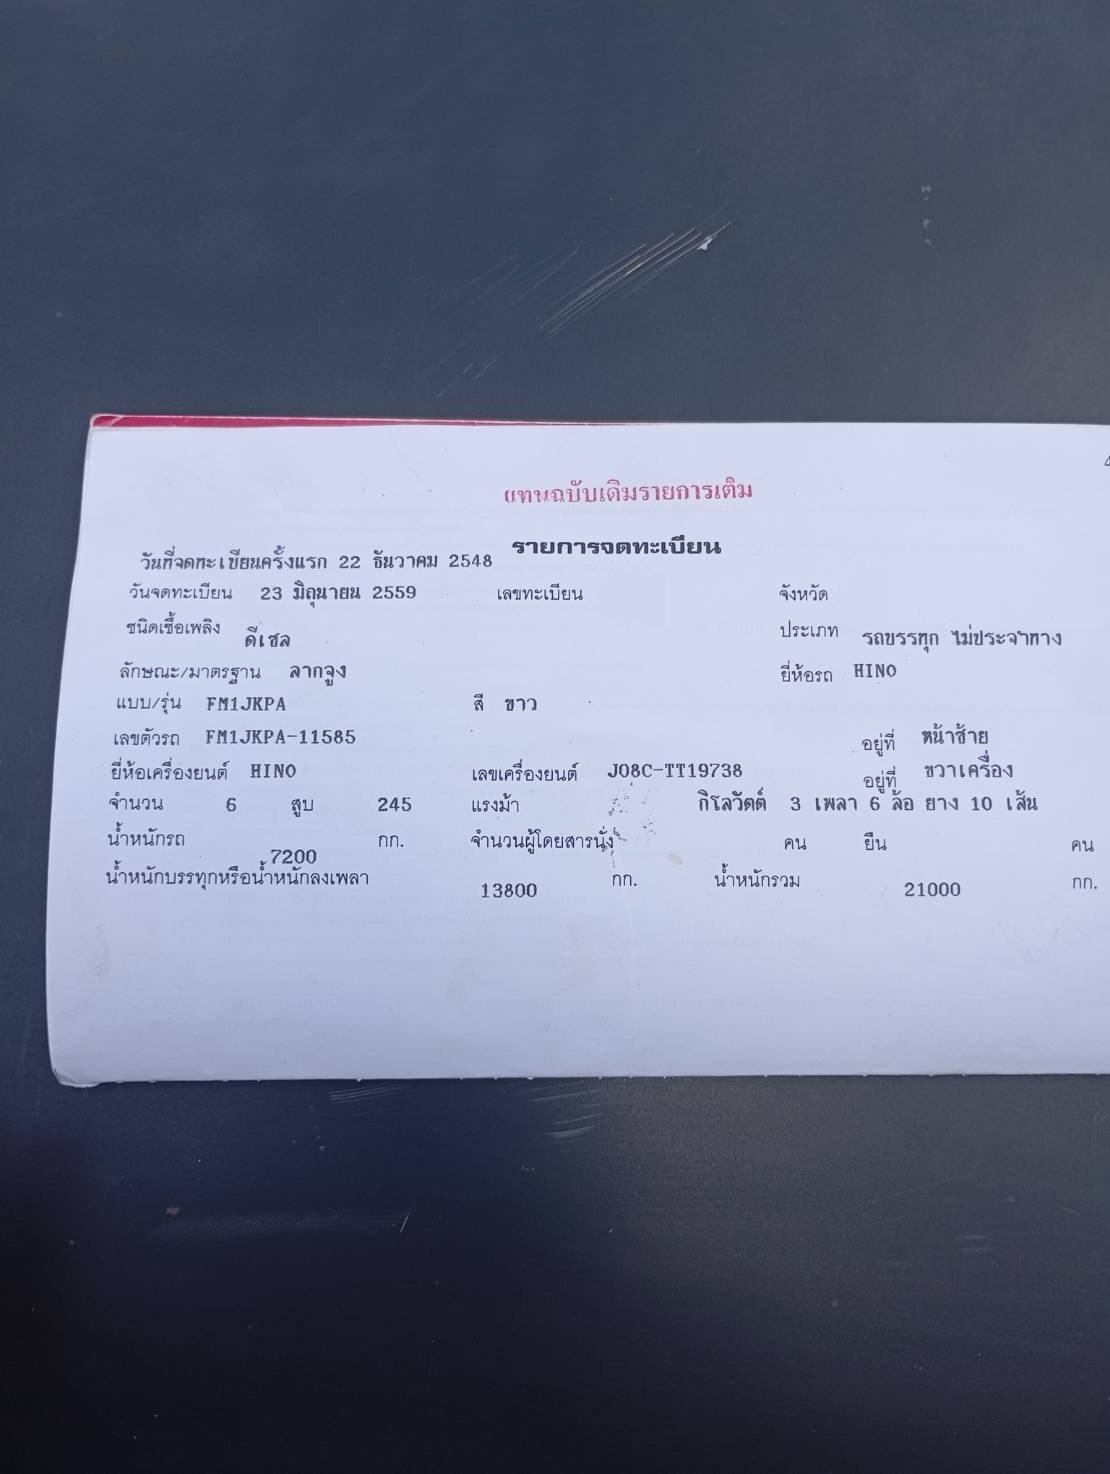 แทนฉบับเดิมรายการเต็ม
รายการจดทะเบียน
วันที่จดทะเบียนครั้งแรก 22 ธันวาคม 2548
วันจดทะเบียน 23 มิถุนายน 2559 เลขทะเบียน จังหวัด
ชนิดเชื้อเพลิง ดีเซล ประเภท รถบรรทุก ไม่ประจำทาง
ลักษณะ/มาตรฐาน ลากจูง ยี่ห้อรถ HINO
แบบ/รุ่น FM1JKPA สี ขาว
เลขตัวรถ FM1JKPA-11585 อยู่ที่ หน้าซ้าย
ยี่ห้อเครื่องยนต์ HINO เลขเครื่องยนต์ J08C-TT19738 อยู่ที่ ขวาเครื่อง
จำนวน 6 สูบ 245 แรงม้า กิโลวัตต์ 3 เพลา 6 ล้อ ยาง 10 เส้น
น้ำหนักรถ 7200 กก. จำนวนผู้โดยสารนั่ง คน ยืน คน
น้ำหนักบรรทุกหรือน้ำหนักลงเพลา 13800 กก. น้ำหนักรวม 21000 กก.